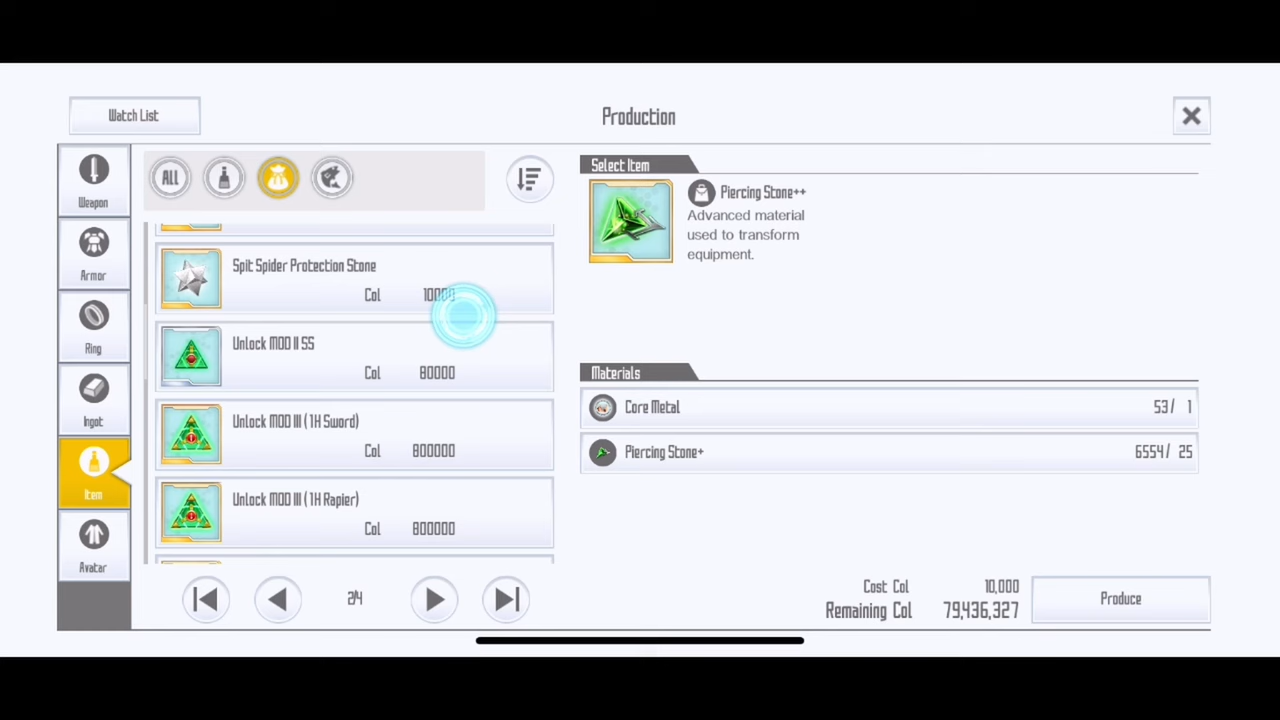 Watch List
Production
Weapon
Armor
Ring
Ingot
Item
Avatar
ALL
Spit Spider Protection Stone
Col 10000
Unlock MOD II SS
Col 80000
Unlock MOD III (1H Sword)
Col 800000
Unlock MOD III (1H Rapier)
Col 800000
2/4
Select Item
Piercing Stone++
Advanced material
used to transform
equipment.
Materials
Core Metal 53/ 1
Piercing Stone+ 6554/ 25
Cost Col 10,000
Remaining Col 79,436,327
Produce